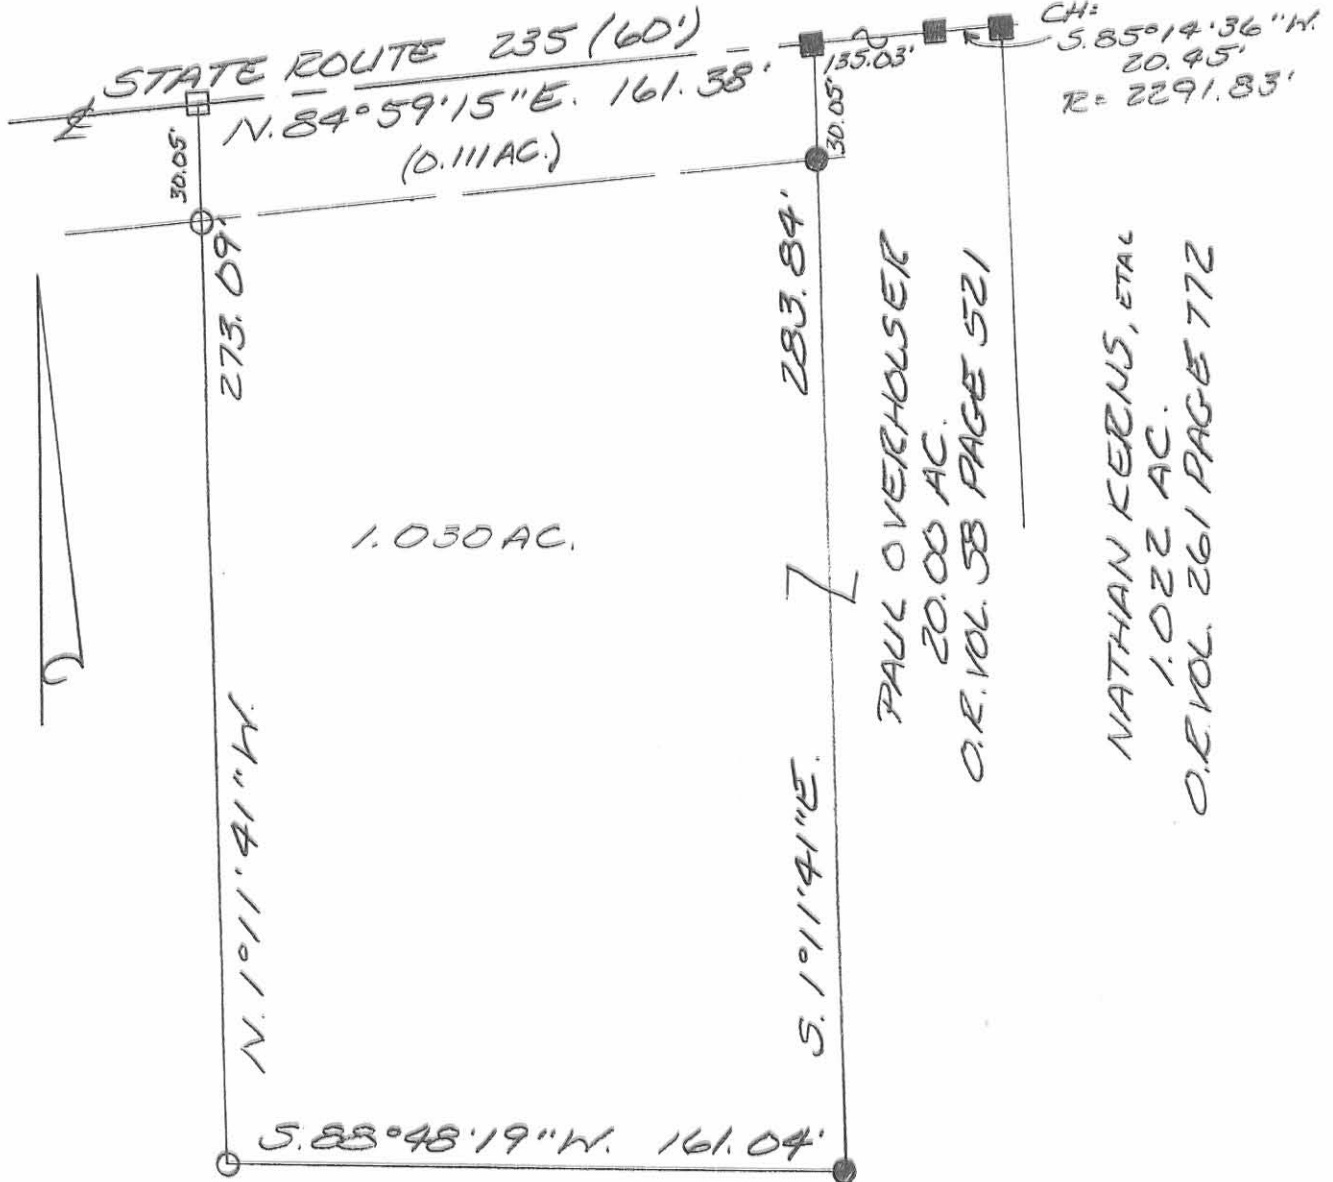 STATE ROUTE 235 (60')
N. 84°59'15"E. 161.38'
(0.111 AC.)
135.03'
CH=
S. 85°14'36"W.
20.45'
R= 2291.83'
30.05'
30.05'
273.09'
283.84'
1.030 AC.
N. 1°11'41"W.
S. 1°11'41"E.
S. 88°48'19"W. 161.04'
PAUL OVERHOLSER
20.00 AC.
O.R. VOL. 58 PAGE 521
NATHAN KERNS, ETAL
1.022 AC.
O.R. VOL. 261 PAGE 772